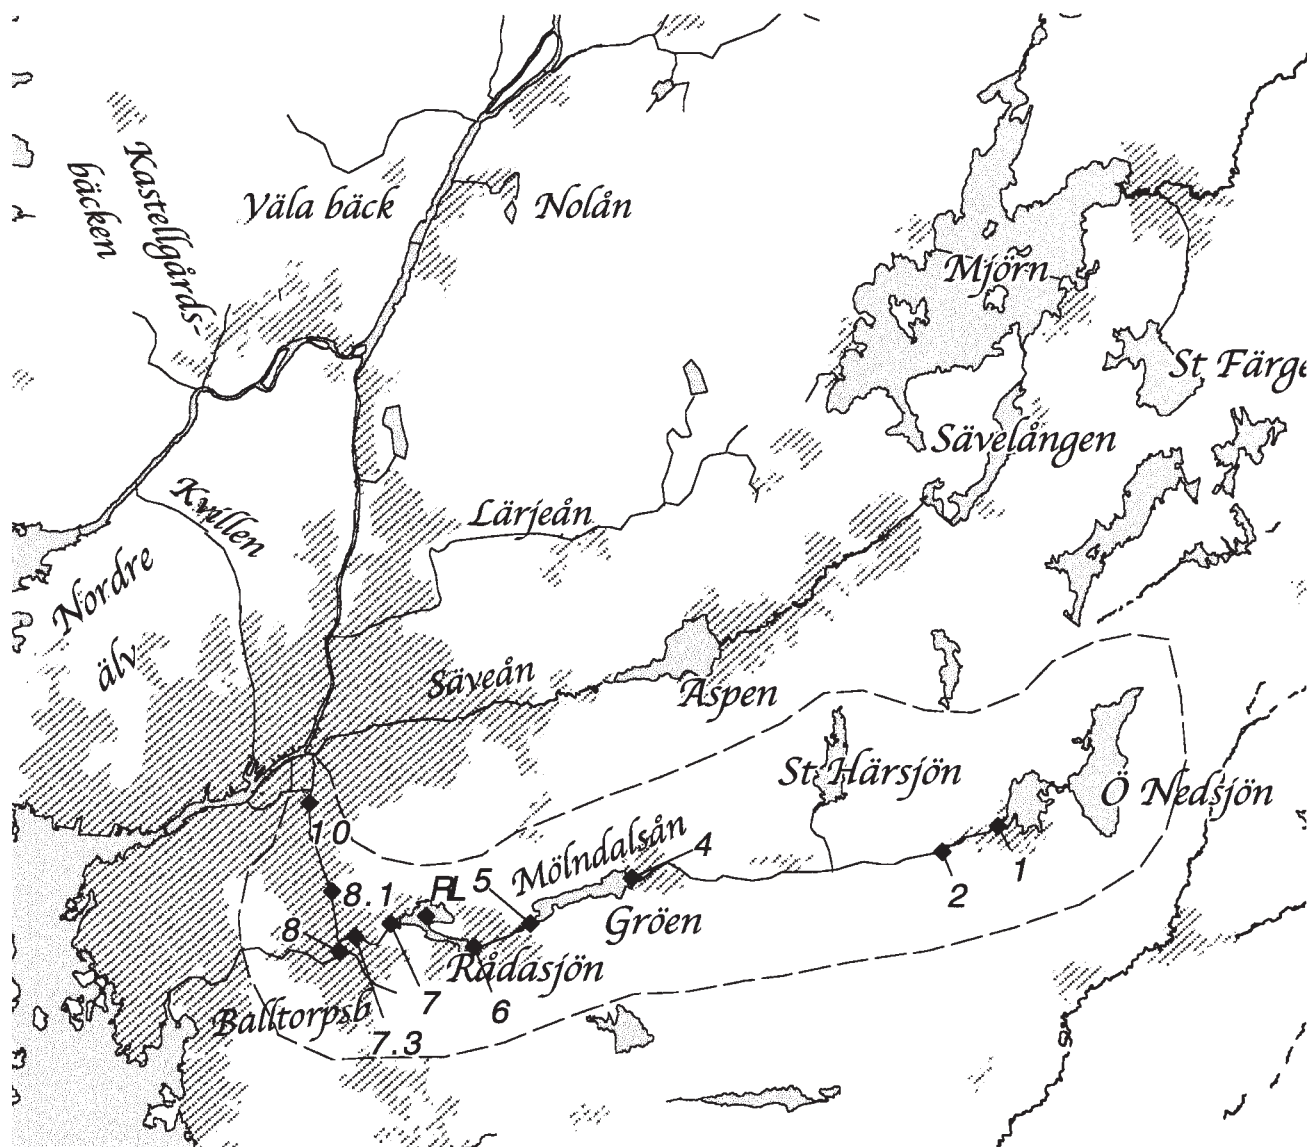 Kastellgårds-
bäcken
Väla bäck
Nolån
Mjörn
St Färge
Sävelången
Kvillen
Lärjeån
Nordre
älv
Säveån
Aspen
St Härsjön
Ö Nedsjön
10
Mölndalsån
4
1
2
8.1
RL
5
Gröen
8
Rådasjön
7
6
Balltorpsb
7.3